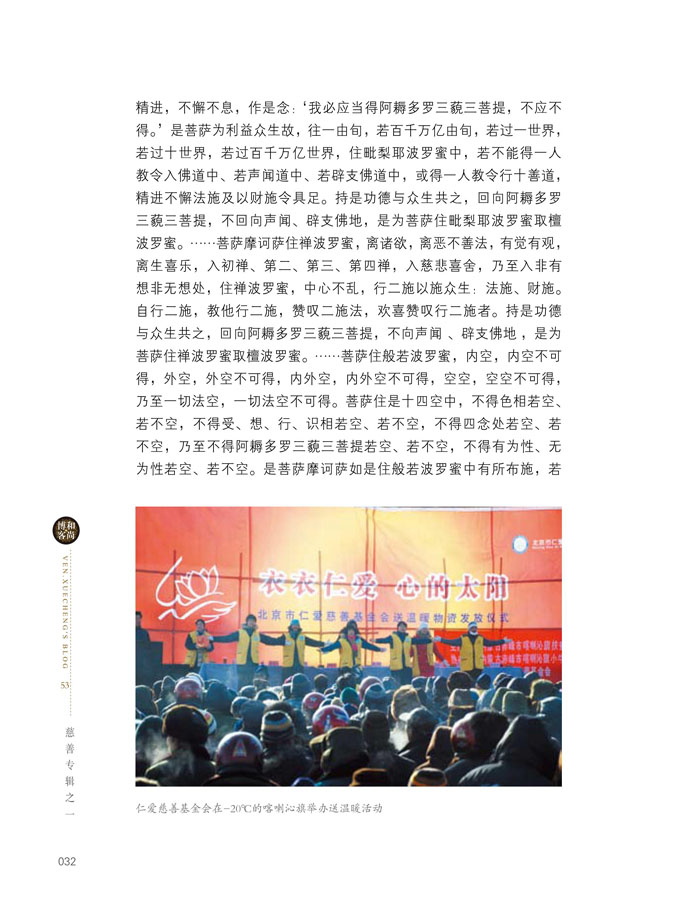 精进，不懈不息，作是念：‘我必应当得阿耨多罗三藐三菩提，不应不
得。’是菩萨为利益众生故，往一由旬，若百千万亿由旬，若过一世界，
若过十世界，若过百千万亿世界，住毗梨耶波罗蜜中，若不能得一人
教令入佛道中、若声闻道中、若辟支佛道中，或得一人教令行十善道，
精进不懈法施及以财施令具足。持是功德与众生共之，回向阿耨多罗
三藐三菩提，不回向声闻、辟支佛地，是为菩萨住毗梨耶波罗蜜取檀
波罗蜜。……菩萨摩诃萨住禅波罗蜜，离诸欲，离恶不善法，有觉有观，
离生喜乐，入初禅、第二、第三、第四禅，入慈悲喜舍，乃至入非有
想非无想处，住禅波罗蜜，中心不乱，行二施以施众生：法施、财施。
自行二施，教他行二施，赞叹二施法，欢喜赞叹行二施者。持是功德
与众生共之，回向阿耨多罗三藐三菩提，不向声闻 、辟支佛地 ，是为
菩萨住禅波罗蜜取檀波罗蜜。……菩萨住般若波罗蜜，内空，内空不可
得，外空，外空不可得，内外空，内外空不可得，空空，空空不可得，
乃至一切法空，一切法空不可得。菩萨住是十四空中，不得色相若空、
若不空，不得受、想、行、识相若空、若不空，不得四念处若空、若
不空，乃至不得阿耨多罗三藐三菩提若空、若不空，不得有为性、无
为性若空、若不空。是菩萨摩诃萨如是住般若波罗蜜中有所布施，若
北京市仁爱
衣衣仁爱 心的太阳
北京市仁爱慈善基金会送温暖物资发放仪式
仁爱慈善基金会在-20℃的喀喇沁旗举办送温暖活动
博和
客尚
VEN.XUECHENG'S BLOG
53
慈善专辑之一
032